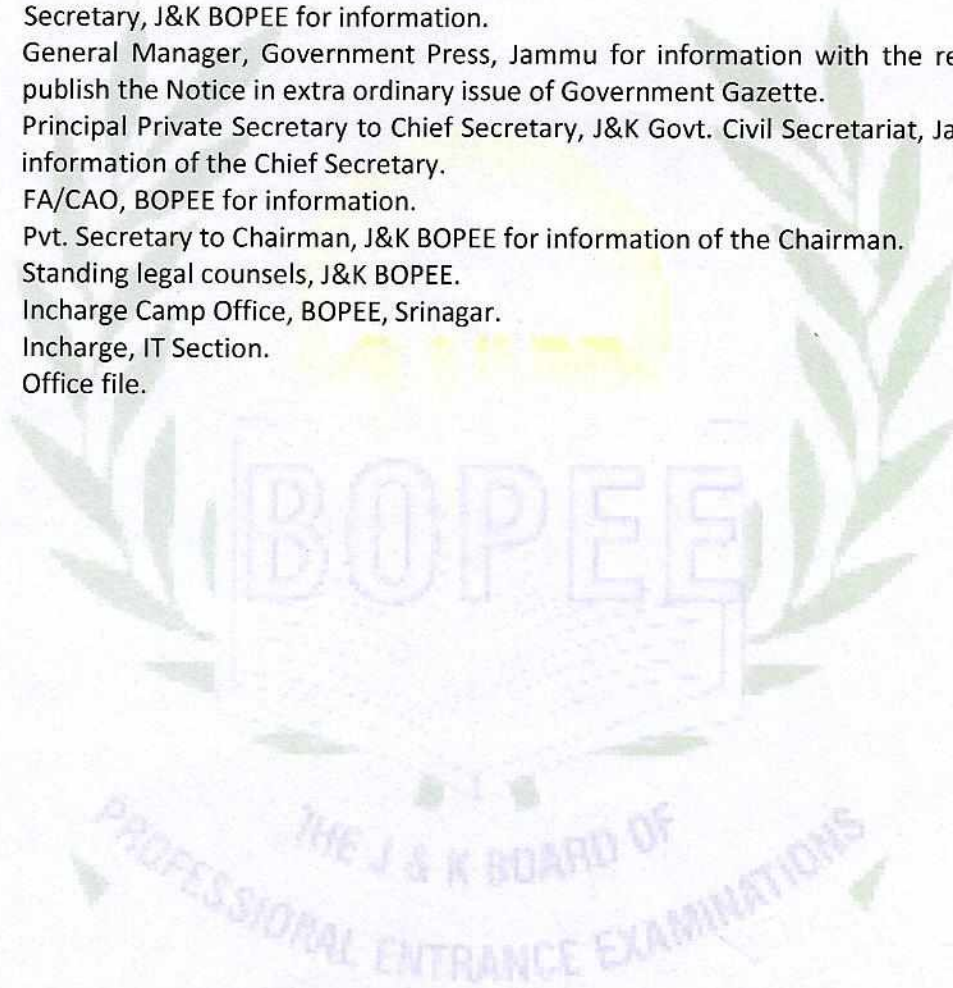 Secretary, J&K BOPEE for information.
General Manager, Government Press, Jammu for information with the re
publish the Notice in extra ordinary issue of Government Gazette.
Principal Private Secretary to Chief Secretary, J&K Govt. Civil Secretariat, Ja
information of the Chief Secretary.
FA/CAO, BOPEE for information.
Pvt. Secretary to Chairman, J&K BOPEE for information of the Chairman.
Standing legal counsels, J&K BOPEE.
Incharge Camp Office, BOPEE, Srinagar.
Incharge, IT Section.
Office file.
BOPEE
THE J & K BOARD OF
PROFESSIONAL ENTRANCE EXAMINATIONS